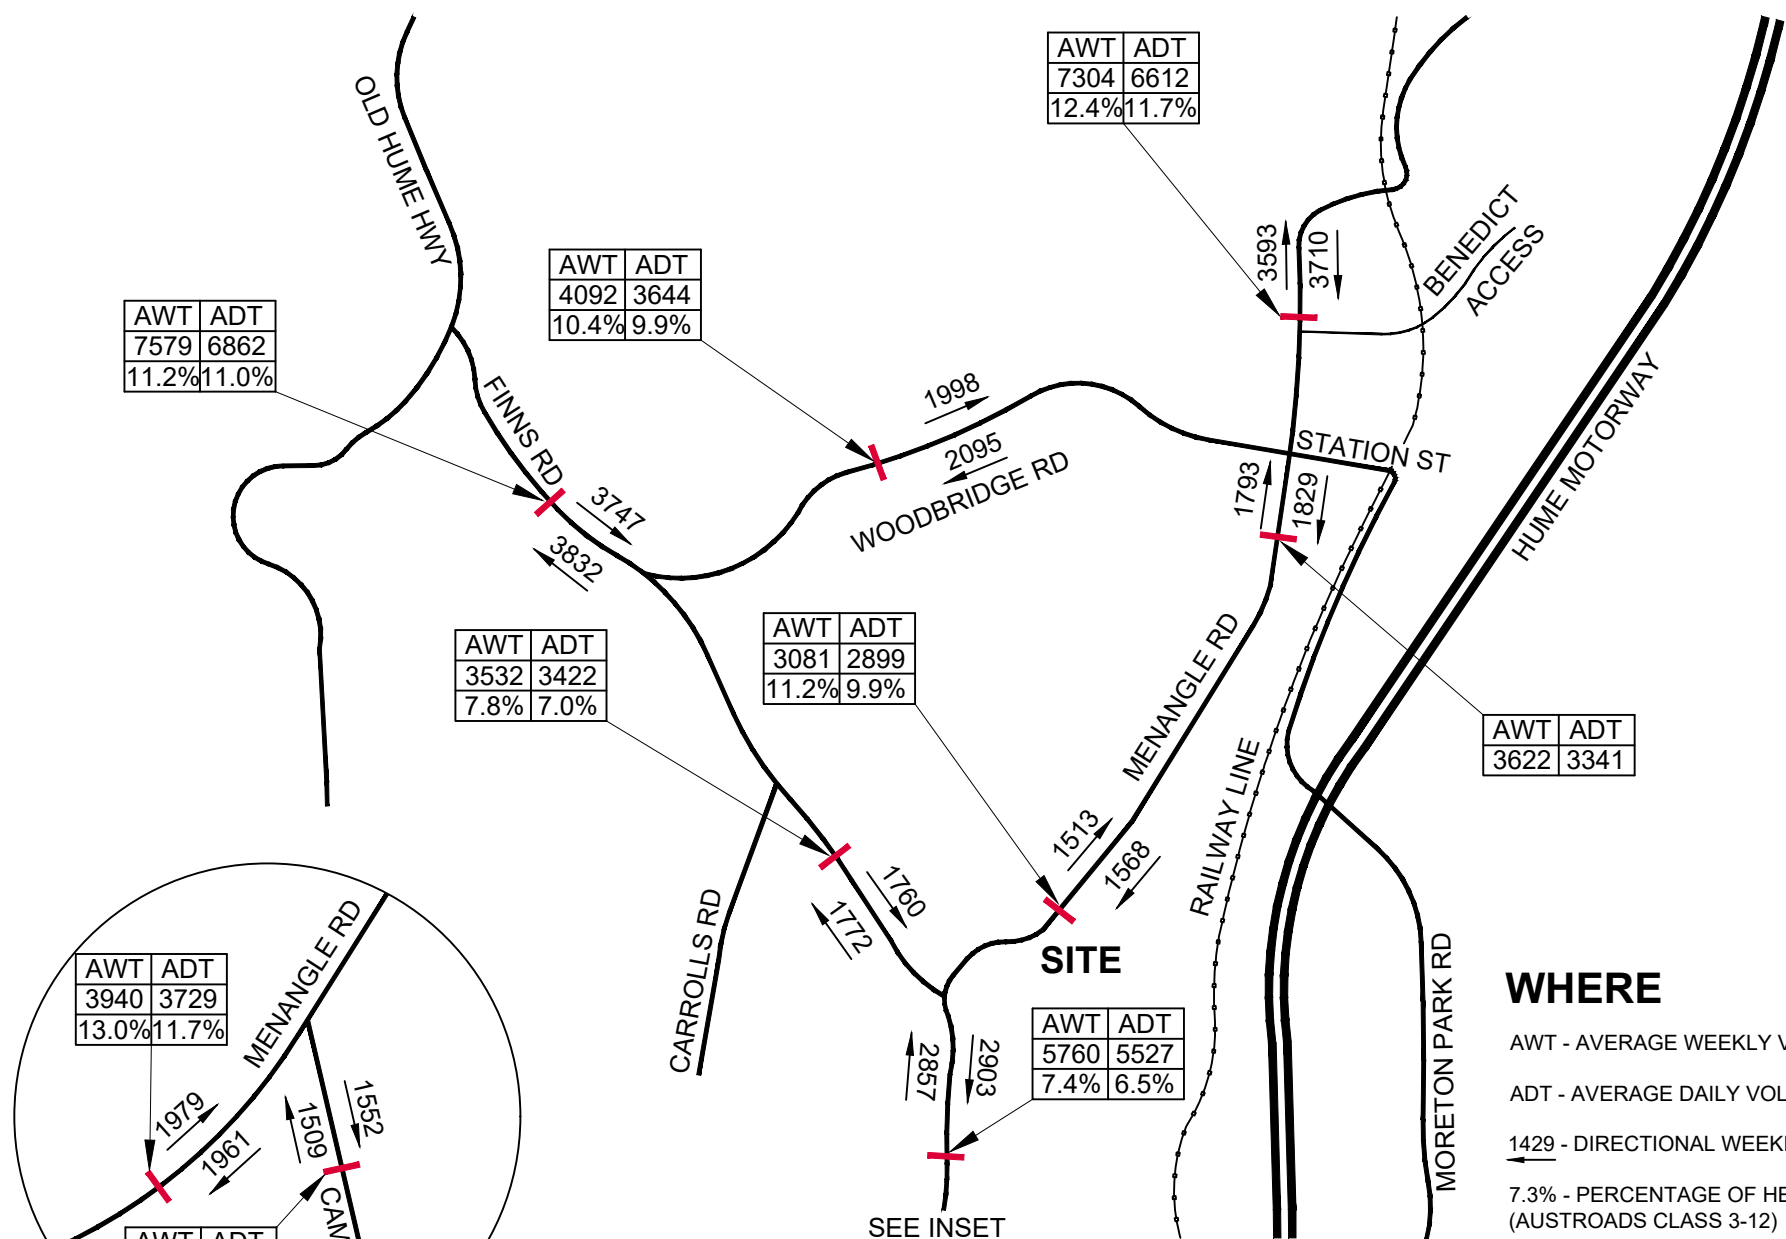 AWT ADT
7304 6612
12.4% 11.7%
OLD HUME HWY
3593
3710
BENEDICT
ACCESS
AWT ADT
4092 3644
10.4% 9.9%
AWT ADT
7579 6862
11.2% 11.0%
FINNS RD
1998
2095
WOODBRIDGE RD
STATION ST
HUME MOTORWAY
3747
3832
1793
1829
AWT ADT
3532 3422
7.8% 7.0%
AWT ADT
3081 2899
11.2% 9.9%
MENANGLE RD
RAILWAY LINE
AWT ADT
3622 3341
1513
1568
1760
1772
CARROLLS RD
SITE
MENANGLE RD
AWT ADT
3940 3729
13.0% 11.7%
1979
1961
1509
1552
AWT ADT
2857
2903
AWT ADT
5760 5527
7.4% 6.5%
SEE INSET
MORETON PARK RD
WHERE
AWT - AVERAGE WEEKLY
ADT - AVERAGE DAILY
1429 - DIRECTIONAL
7.3% - PERCENTAGE OF
(AUSTROADS CLASS 3-12)